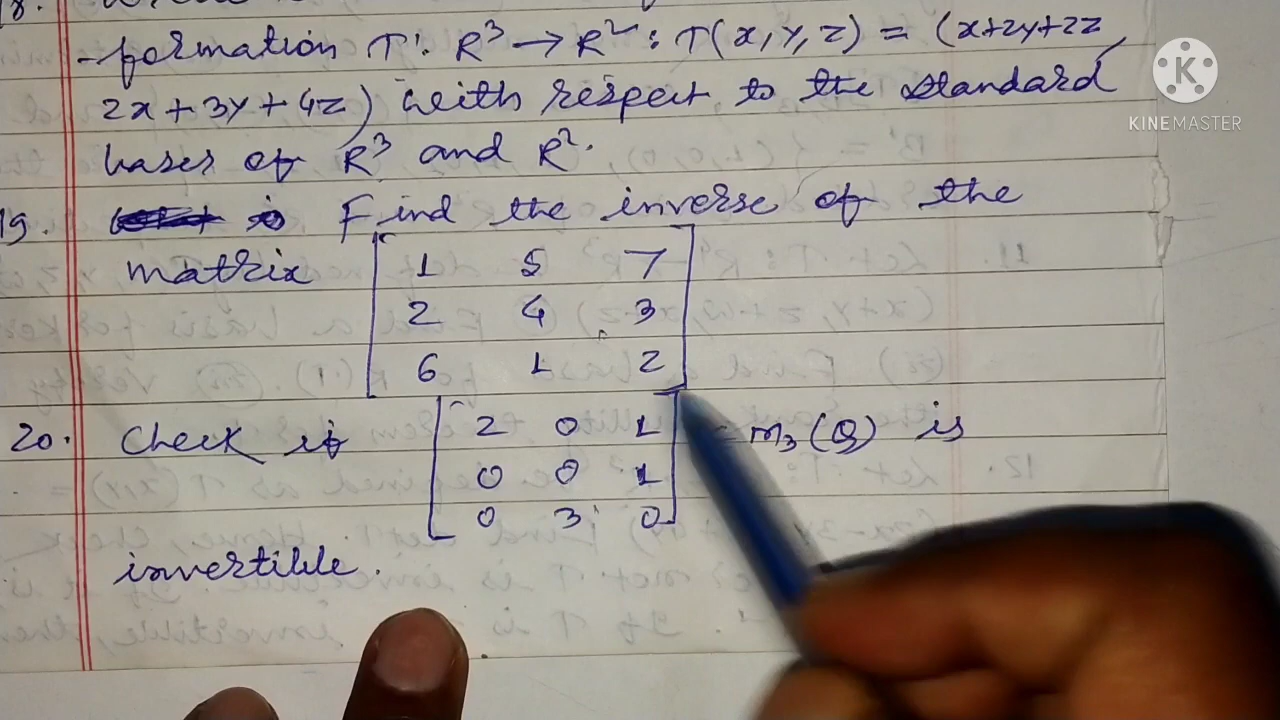 -formation T: R³ → R² : T(x, y, z) = (x+2y+2z,
2x+3y+4z) with respect to the standard
bases of R³ and R².
19. Find the inverse of the
matrix [ 1 5 7
2 4 3
6 1 2 ]
20. Check if [ 2 0 1
0 0 1
0 3 0 ] m₃(Q) is
invertible.
K
KINEMASTER